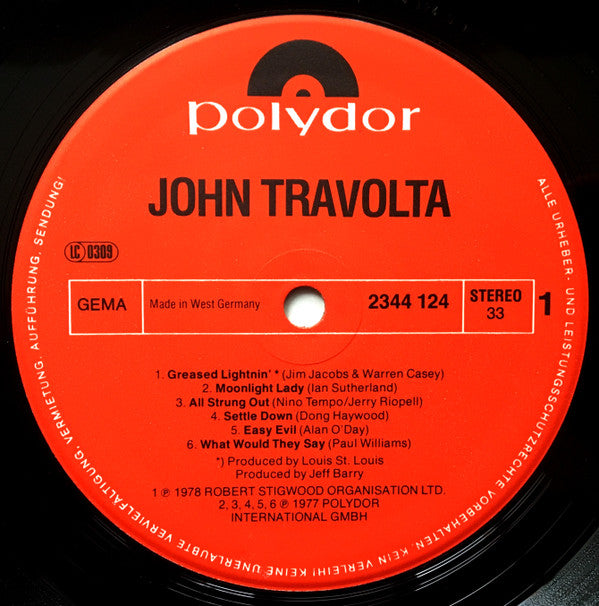 polydor
JOHN TRAVOLTA
LC 0309
GEMA
Made in West Germany
2344 124
STEREO
33
1
1. Greased Lightnin' * (Jim Jacobs & Warren Casey)
2. Moonlight Lady (Ian Sutherland)
3. All Strung Out (Nino Tempo/Jerry Riopell)
4. Settle Down (Dong Haywood)
5. Easy Evil (Alan O'Day)
6. What Would They Say (Paul Williams)
*) Produced by Louis St. Louis
Produced by Jeff Barry
1 ℗ 1978 ROBERT STIGWOOD ORGANISATION LTD.
2, 3, 4, 5, 6 ℗ 1977 POLYDOR
INTERNATIONAL GMBH
ALLE URHEBER- UND LEISTUNGSSCHUTZRECHTE VORBEHALTEN. KEIN VERLEIH! KEINE UNERLAUBTE VERVIELFÄLTIGUNG, VERMIETUNG, AUFFÜHRUNG, SENDUNG!